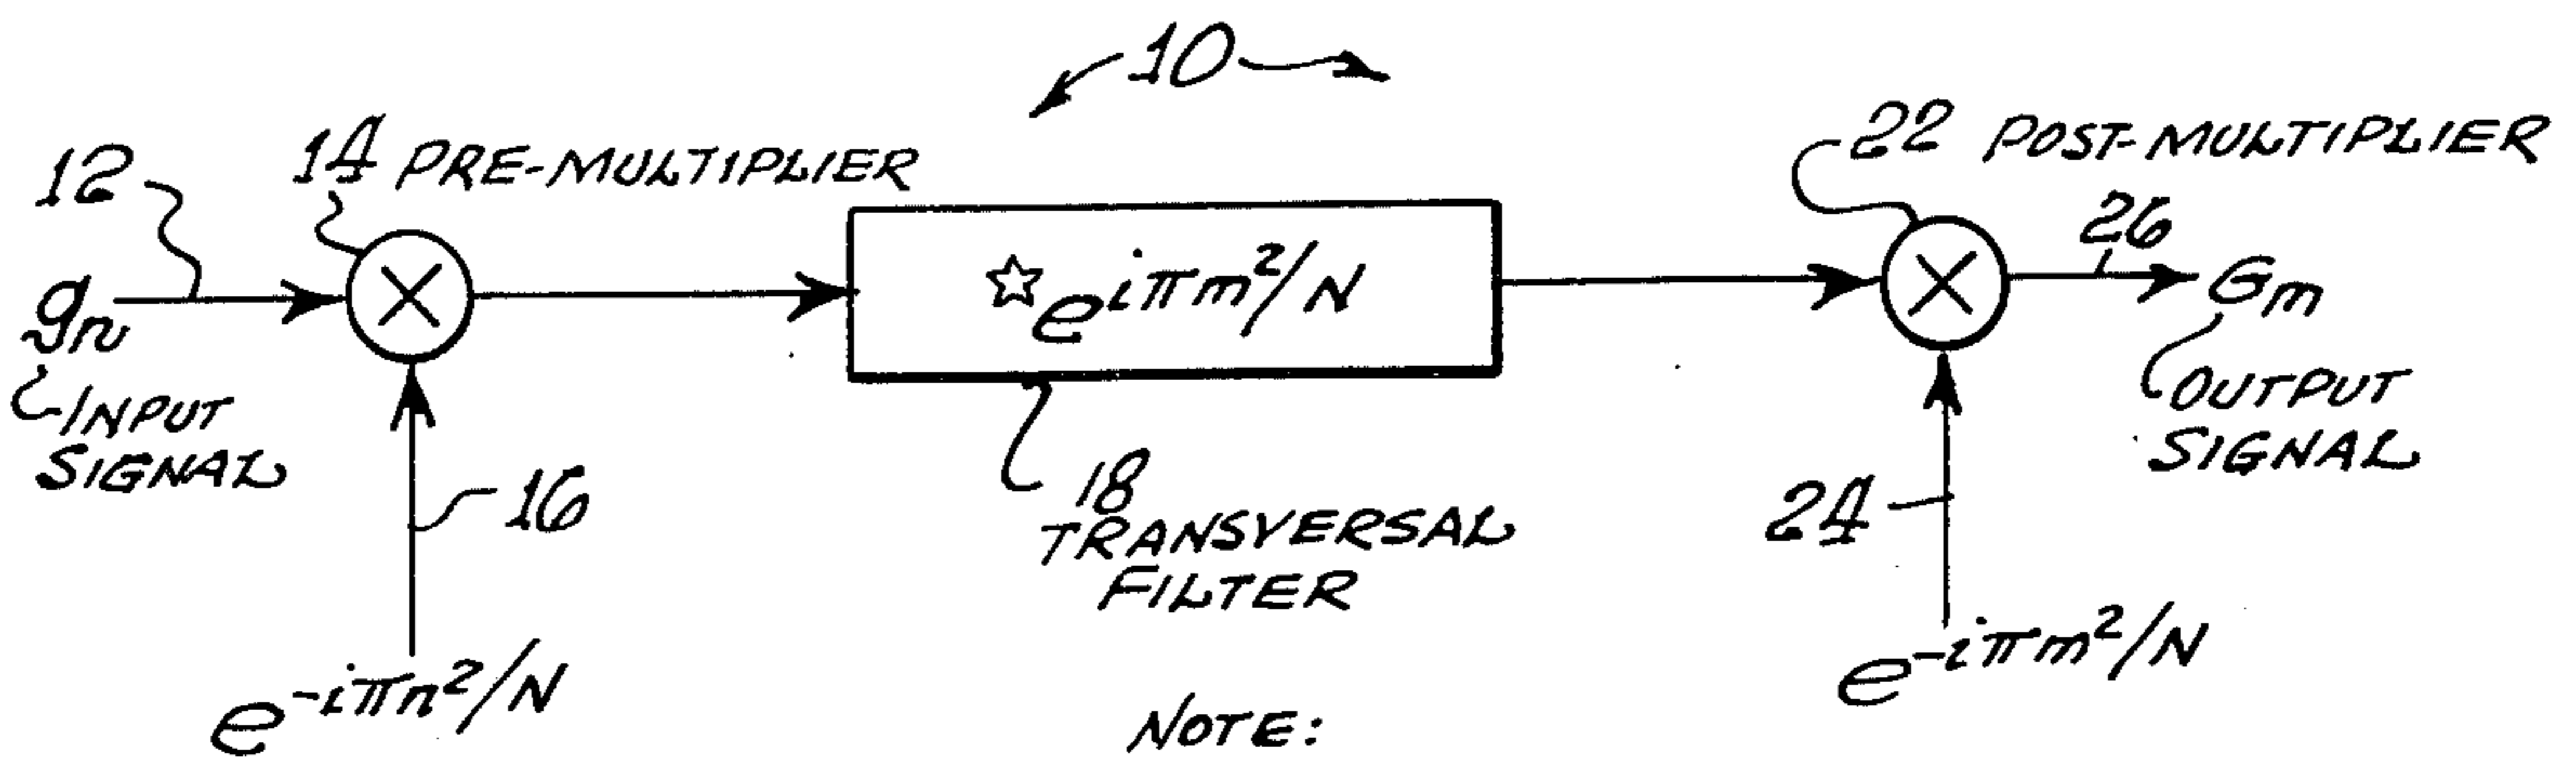 10
12
14 PRE-MULTIPLIER
22 POST-MULTIPLIER
26
gn
☆e^{iπm²/N}
Gm
INPUT
SIGNAL
OUTPUT
SIGNAL
16
18
TRANSVERSAL
FILTER
24
e^{-iπn²/N}
e^{-iπm²/N}
NOTE: